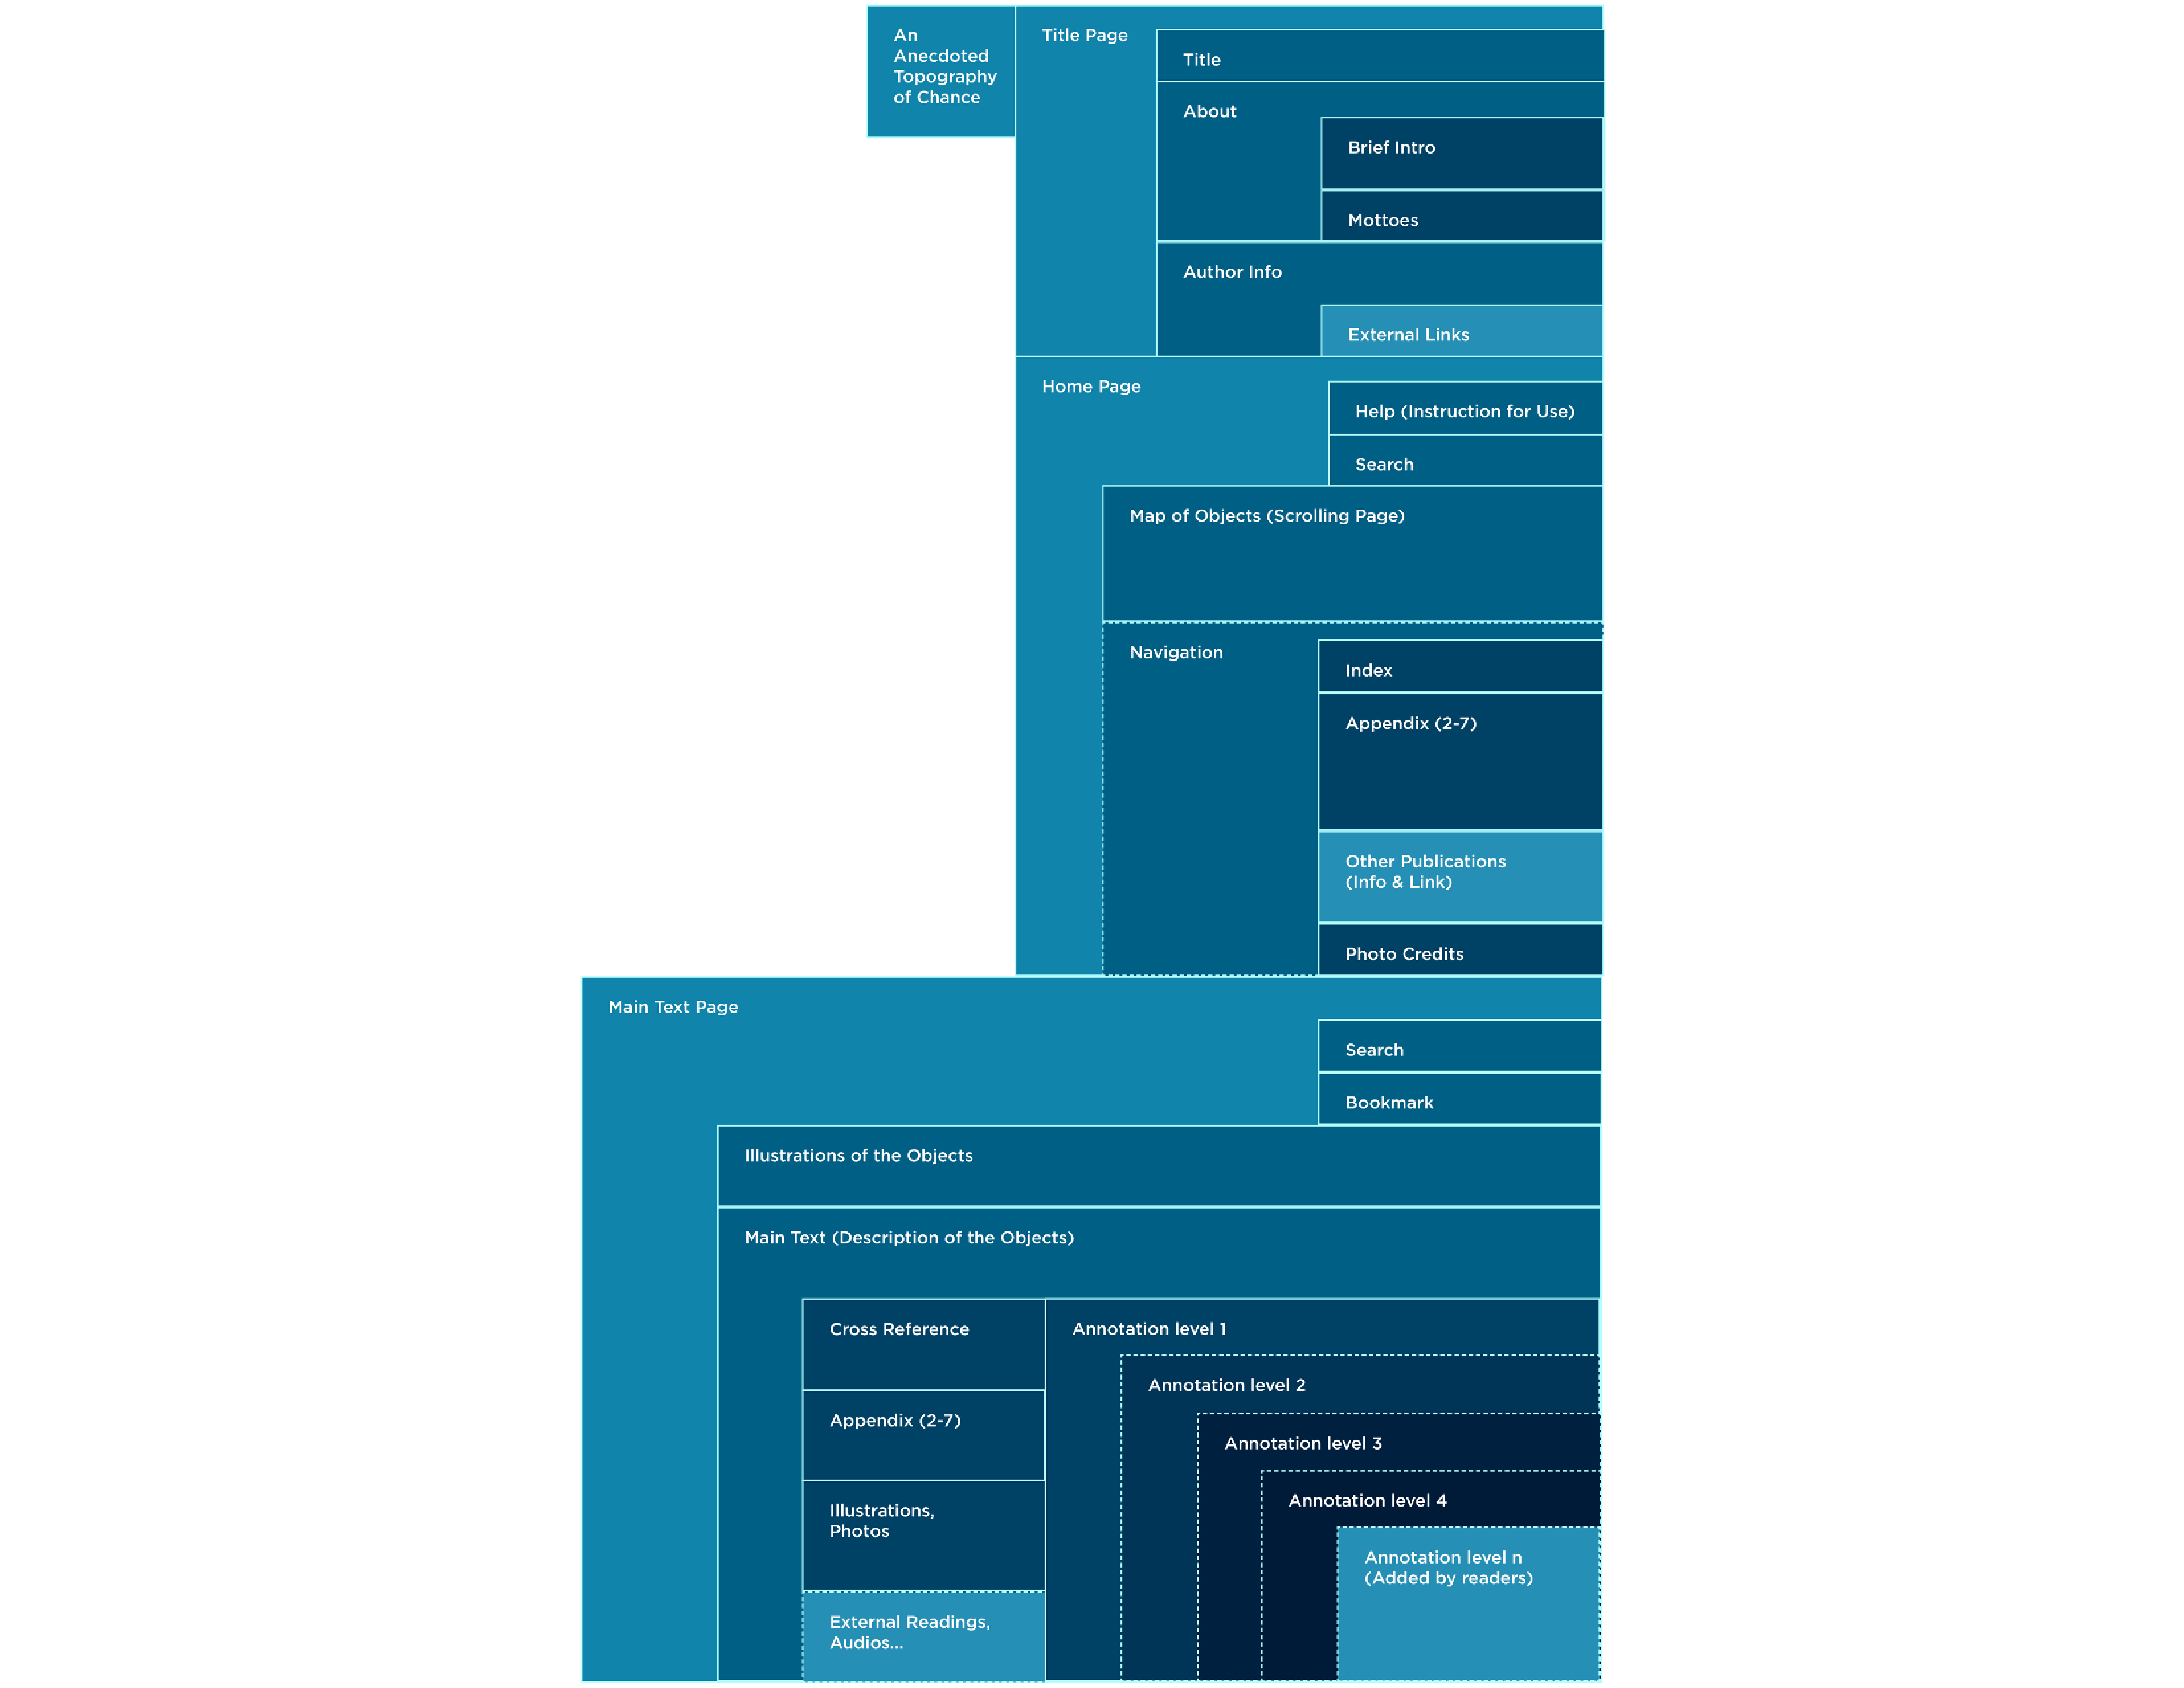 An
Anecdoted
Topography
of Chance
Title Page
Title
About
Brief Intro
Mottoes
Author Info
External Links
Home Page
Help (Instruction for Use)
Search
Map of Objects (Scrolling Page)
Navigation
Index
Appendix (2-7)
Other Publications
(Info & Link)
Photo Credits
Main Text Page
Search
Bookmark
Illustrations of the Objects
Main Text (Description of the Objects)
Cross Reference
Appendix (2-7)
Illustrations,
Photos
External Readings,
Audios...
Annotation level 1
Annotation level 2
Annotation level 3
Annotation level 4
Annotation level n
(Added by readers)